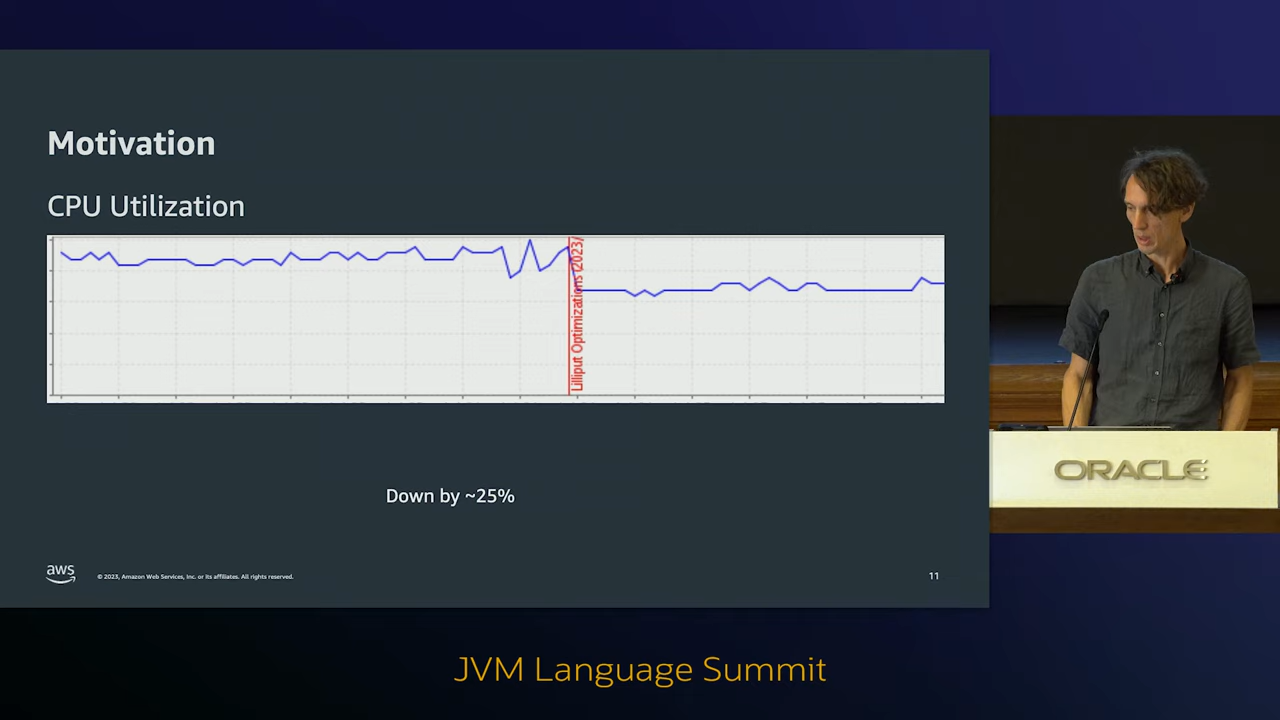 Motivation
CPU Utilization
Lilliput Optimizations (2023/
Down by ~25%
aws
© 2023, Amazon Web Services, Inc. or its affiliates. All rights reserved.
11
ORACLE
JVM Language Summit